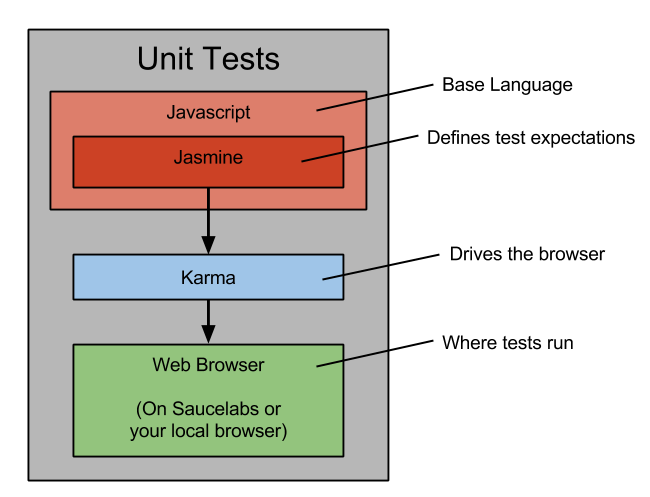 Unit Tests
Javascript
Base Language
Jasmine
Defines test expectations
Karma
Drives the browser
Web Browser
Where tests run
(On Saucelabs or
your local browser)